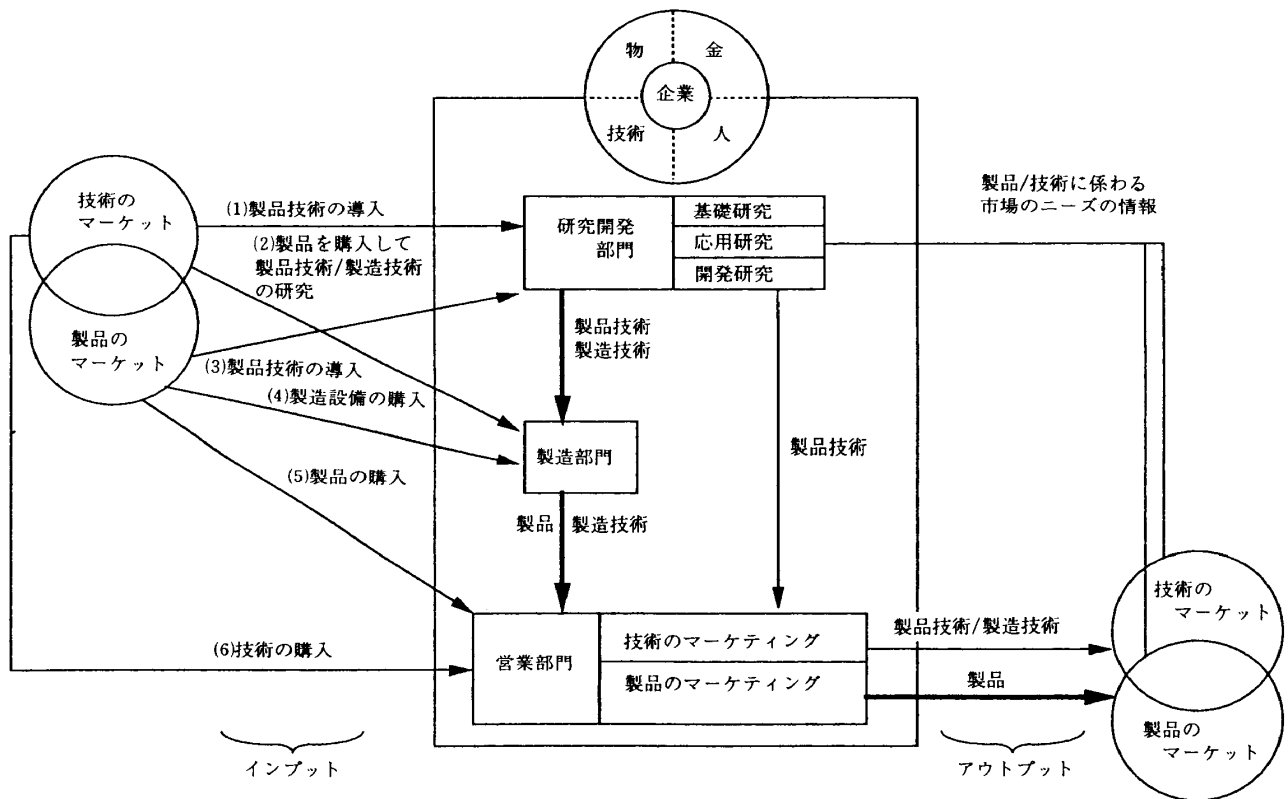 物
金
企業
技術
人
技術の
マーケット
製品の
マーケット
(1)製品技術の導入
(2)製品を購入して
製品技術/製造技術
の研究
(3)製品技術の導入
(4)製造設備の購入
(5)製品の購入
(6)技術の購入
研究開発
部門
基礎研究
応用研究
開発研究
製品技術
製造技術
製造部門
製品技術
製品 製造技術
営業部門
技術のマーケティング
製品のマーケティング
製品/技術に係わる
市場のニーズの情報
製品技術/製造技術
製品
技術の
マーケット
製品の
マーケット
インプット
アウトプット